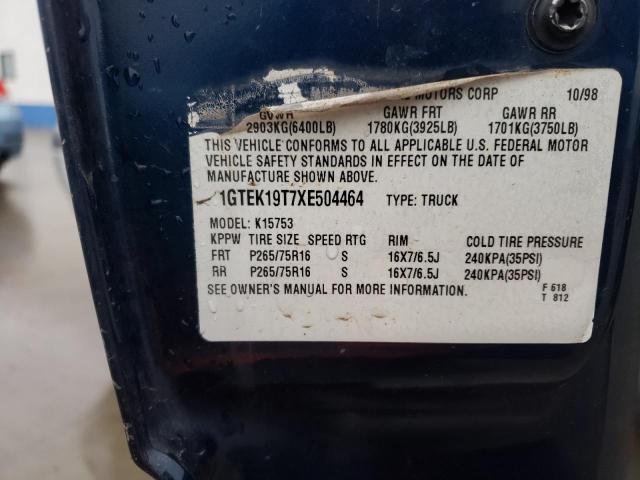 MOTORS CORP 10/98
GVWR GAWR FRT GAWR RR
2903KG(6400LB) 1780KG(3925LB) 1701KG(3750LB)
THIS VEHICLE CONFORMS TO ALL APPLICABLE U.S. FEDERAL MOTOR
VEHICLE SAFETY STANDARDS IN EFFECT ON THE DATE OF
MANUFACTURE SHOWN ABOVE.
1GTEK19T7XE504464 TYPE: TRUCK
MODEL: K15753
KPPW TIRE SIZE SPEED RTG RIM COLD TIRE PRESSURE
FRT P265/75R16 S 16X7/6.5J 240KPA(35PSI)
RR P265/75R16 S 16X7/6.5J 240KPA(35PSI)
SEE OWNER'S MANUAL FOR MORE INFORMATION.
F 618
T 812